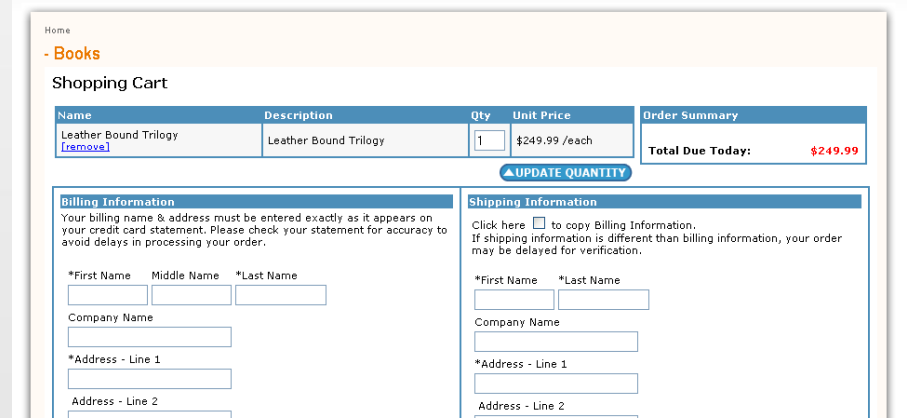 Home
- Books
Shopping Cart
Name Description Qty Unit Price Order Summary
Leather Bound Trilogy
[remove]
Leather Bound Trilogy 1 $249.99 /each
Total Due Today: $249.99
UPDATE QUANTITY
Billing Information
Your billing name & address must be entered exactly as it appears on
your credit card statement. Please check your statement for accuracy to
avoid delays in processing your order.
*First Name Middle Name *Last Name
Company Name
*Address - Line 1
Address - Line 2
Shipping Information
Click here to copy Billing Information.
If shipping information is different than billing information, your order
may be delayed for verification.
*First Name *Last Name
Company Name
*Address - Line 1
Address - Line 2